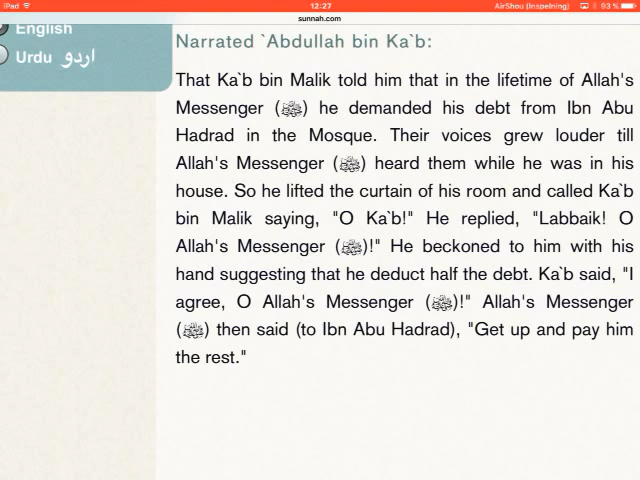 iPad
12:27
AirShou (Inspelning)
93 %
sunnah.com
English
Urdu اردو
Narrated `Abdullah bin Ka`b:
That Ka`b bin Malik told him that in the lifetime of Allah's
Messenger (ﷺ) he demanded his debt from Ibn Abu
Hadrad in the Mosque. Their voices grew louder till
Allah's Messenger (ﷺ) heard them while he was in his
house. So he lifted the curtain of his room and called Ka`b
bin Malik saying, "O Ka`b!" He replied, "Labbaik! O
Allah's Messenger (ﷺ)!" He beckoned to him with his
hand suggesting that he deduct half the debt. Ka`b said, "I
agree, O Allah's Messenger (ﷺ)!" Allah's Messenger
(ﷺ) then said (to Ibn Abu Hadrad), "Get up and pay him
the rest."